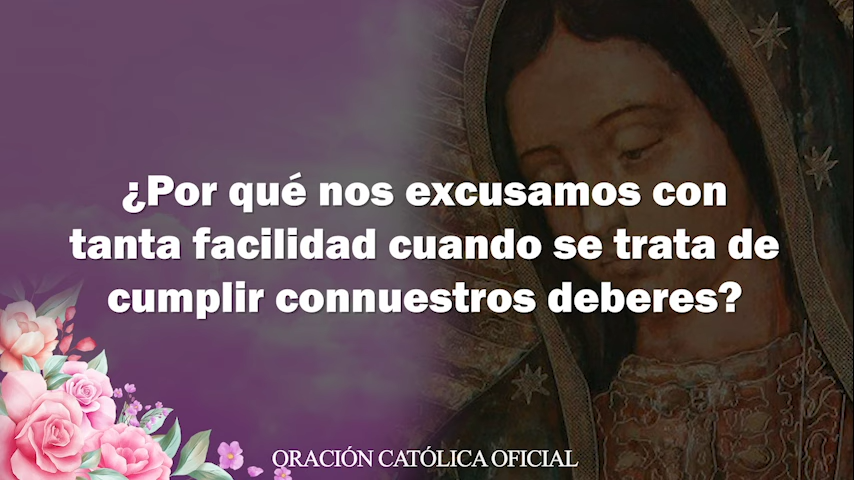 ¿Por qué nos excusamos con
tanta facilidad cuando se trata de
cumplir connuestros deberes?
ORACIÓN CATÓLICA OFICIAL